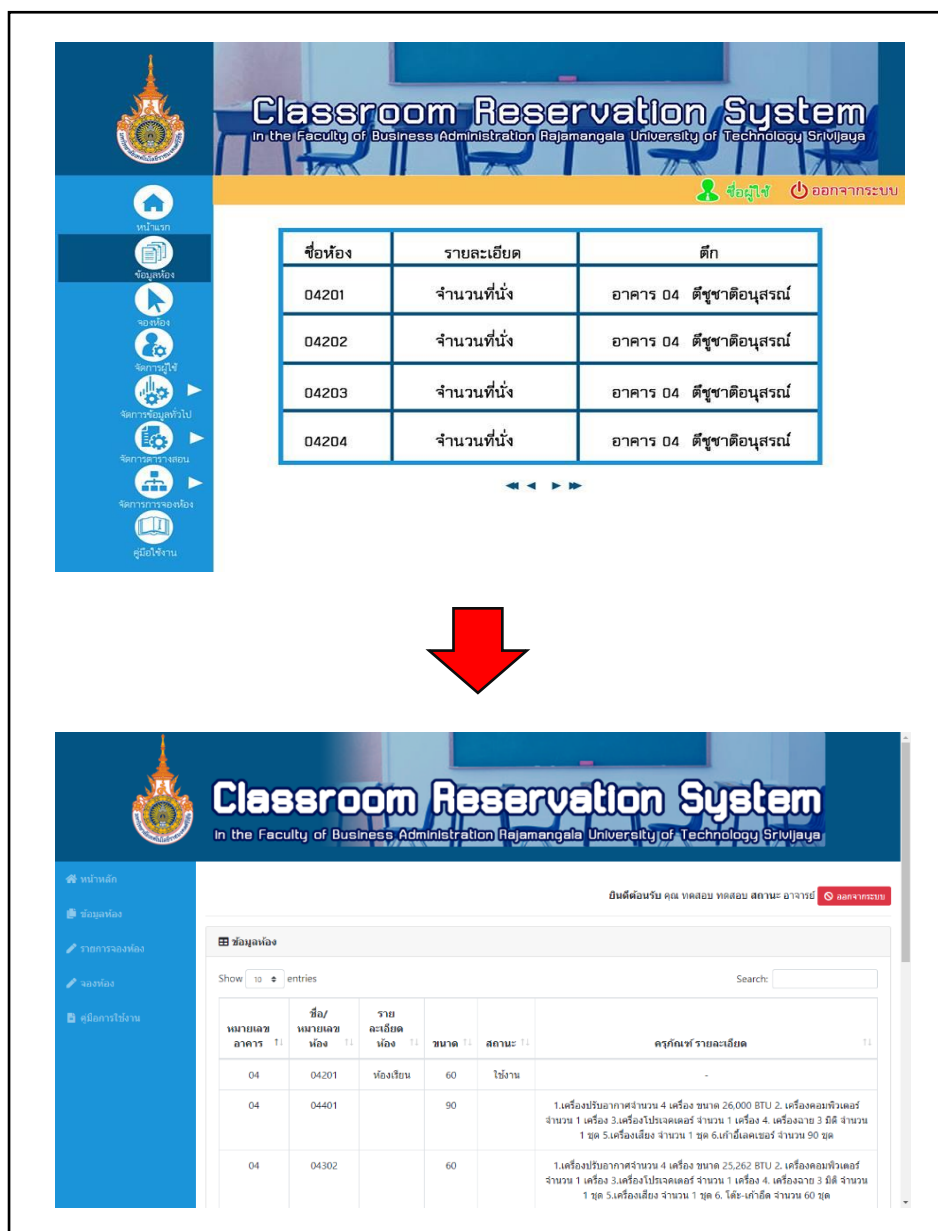 Classroom Reservation System
In the Faculty of Business Administration Rajamangala University of Technology Srivijaya
ชื่อผู้ใช้ ออกจากระบบ
หน้าแรก
ข้อมูลห้อง
จองห้อง
จัดการผู้ใช้
จัดการข้อมูลทั่วไป
จัดการตารางสอน
จัดการการจองห้อง
คู่มือใช้งาน
ชื่อห้อง รายละเอียด ตึก
04201 จำนวนที่นั่ง อาคาร 04 ตึชูชาติอนุสรณ์
04202 จำนวนที่นั่ง อาคาร 04 ตึชูชาติอนุสรณ์
04203 จำนวนที่นั่ง อาคาร 04 ตึชูชาติอนุสรณ์
04204 จำนวนที่นั่ง อาคาร 04 ตึชูชาติอนุสรณ์
Classroom Reservation System
In the Faculty of Business Administration Rajamangala University of Technology Srivijaya
หน้าหลัก
ข้อมูลห้อง
รายการจองห้อง
จองห้อง
คู่มือการใช้งาน
ยินดีต้อนรับ คุณ ทดสอบ ทดสอบ สถานะ อาจารย์ ออกจากระบบ
ข้อมูลห้อง
Show 10 entries Search:
หมายเลข
อาคาร
ชื่อ/
หมายเลข
ห้อง
ราย
ละเอียด
ห้อง
ขนาด
สถานะ
ครุภัณฑ์ รายละเอียด
04 04201 ห้องเรียน 60 ใช้งาน -
04 04401 90 1.เครื่องปรับอากาศจำนวน 4 เครื่อง ขนาด 26,000 BTU 2. เครื่องคอมพิวเตอร์
จำนวน 1 เครื่อง 3.เครื่องโปรเจคเตอร์ จำนวน 1 เครื่อง 4. เครื่องฉาย 3 มิติ จำนวน
1 ชุด 5.เครื่องเสียง จำนวน 1 ชุด 6.เก้าอี้เลคเชอร์ จำนวน 90 ชุด
04 04302 60 1.เครื่องปรับอากาศจำนวน 4 เครื่อง ขนาด 25,262 BTU 2. เครื่องคอมพิวเตอร์
จำนวน 1 เครื่อง 3.เครื่องโปรเจคเตอร์ จำนวน 1 เครื่อง 4. เครื่องฉาย 3 มิติ จำนวน
1 ชุด 5.เครื่องเสียง จำนวน 1 ชุด 6. โต๊ะ-เก้าอี้ด จำนวน 60 ชุด